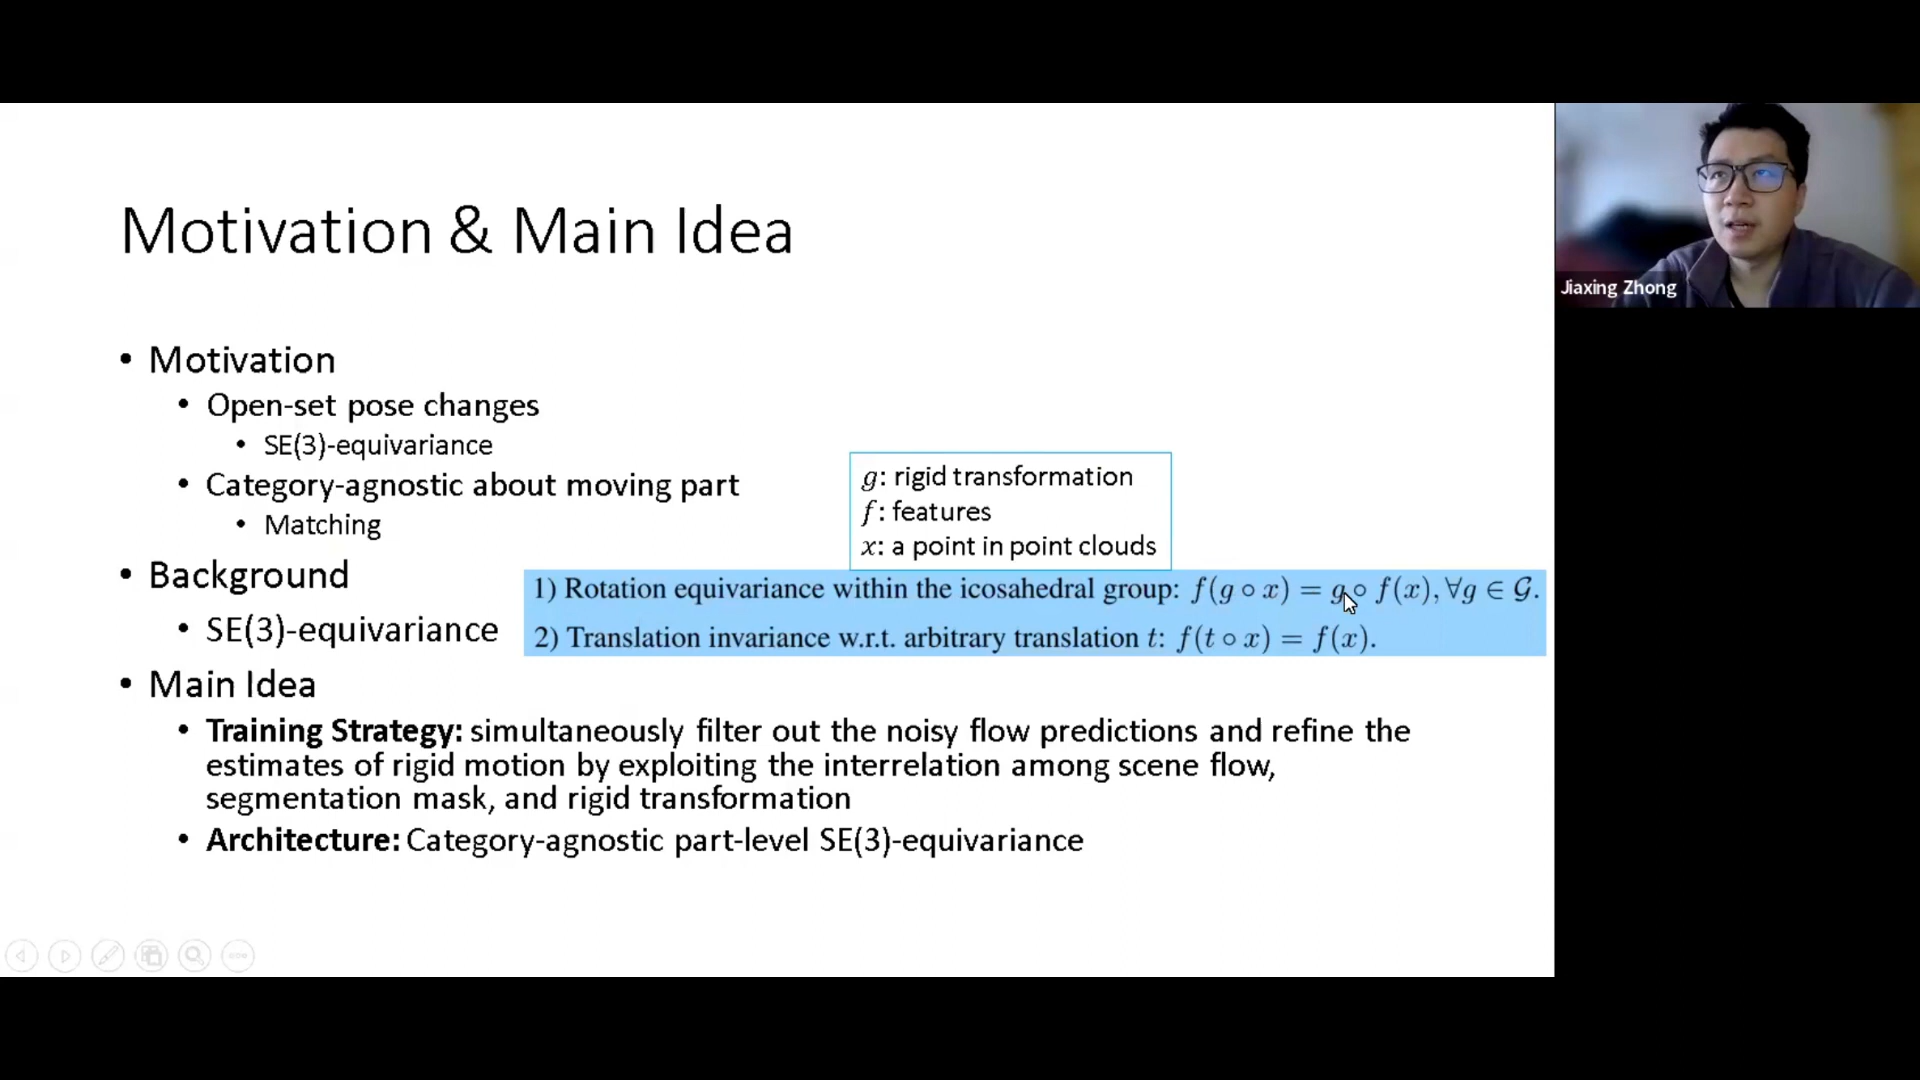 Motivation & Main Idea
Jiaxing Zhong
• Motivation
• Open-set pose changes
• SE(3)-equivariance
• Category-agnostic about moving part
• Matching
g: rigid transformation
f: features
x: a point in point clouds
• Background
• SE(3)-equivariance
1) Rotation equivariance within the icosahedral group: f(g ∘ x) = g ∘ f(x), ∀g ∈ 𝒢.
2) Translation invariance w.r.t. arbitrary translation t: f(t ∘ x) = f(x).
• Main Idea
• Training Strategy: simultaneously filter out the noisy flow predictions and refine the
estimates of rigid motion by exploiting the interrelation among scene flow,
segmentation mask, and rigid transformation
• Architecture: Category-agnostic part-level SE(3)-equivariance